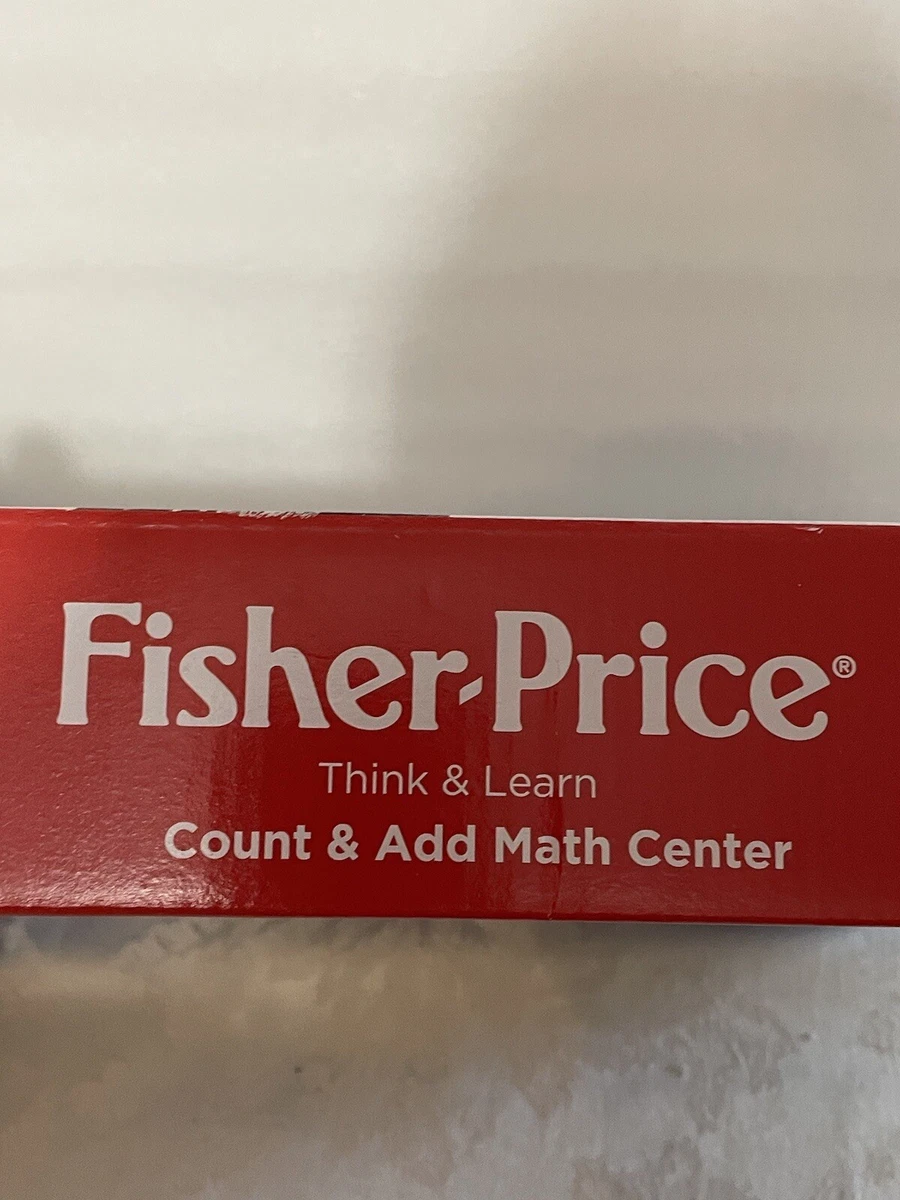 Fisher-Price®
Think & Learn
Count & Add Math Center